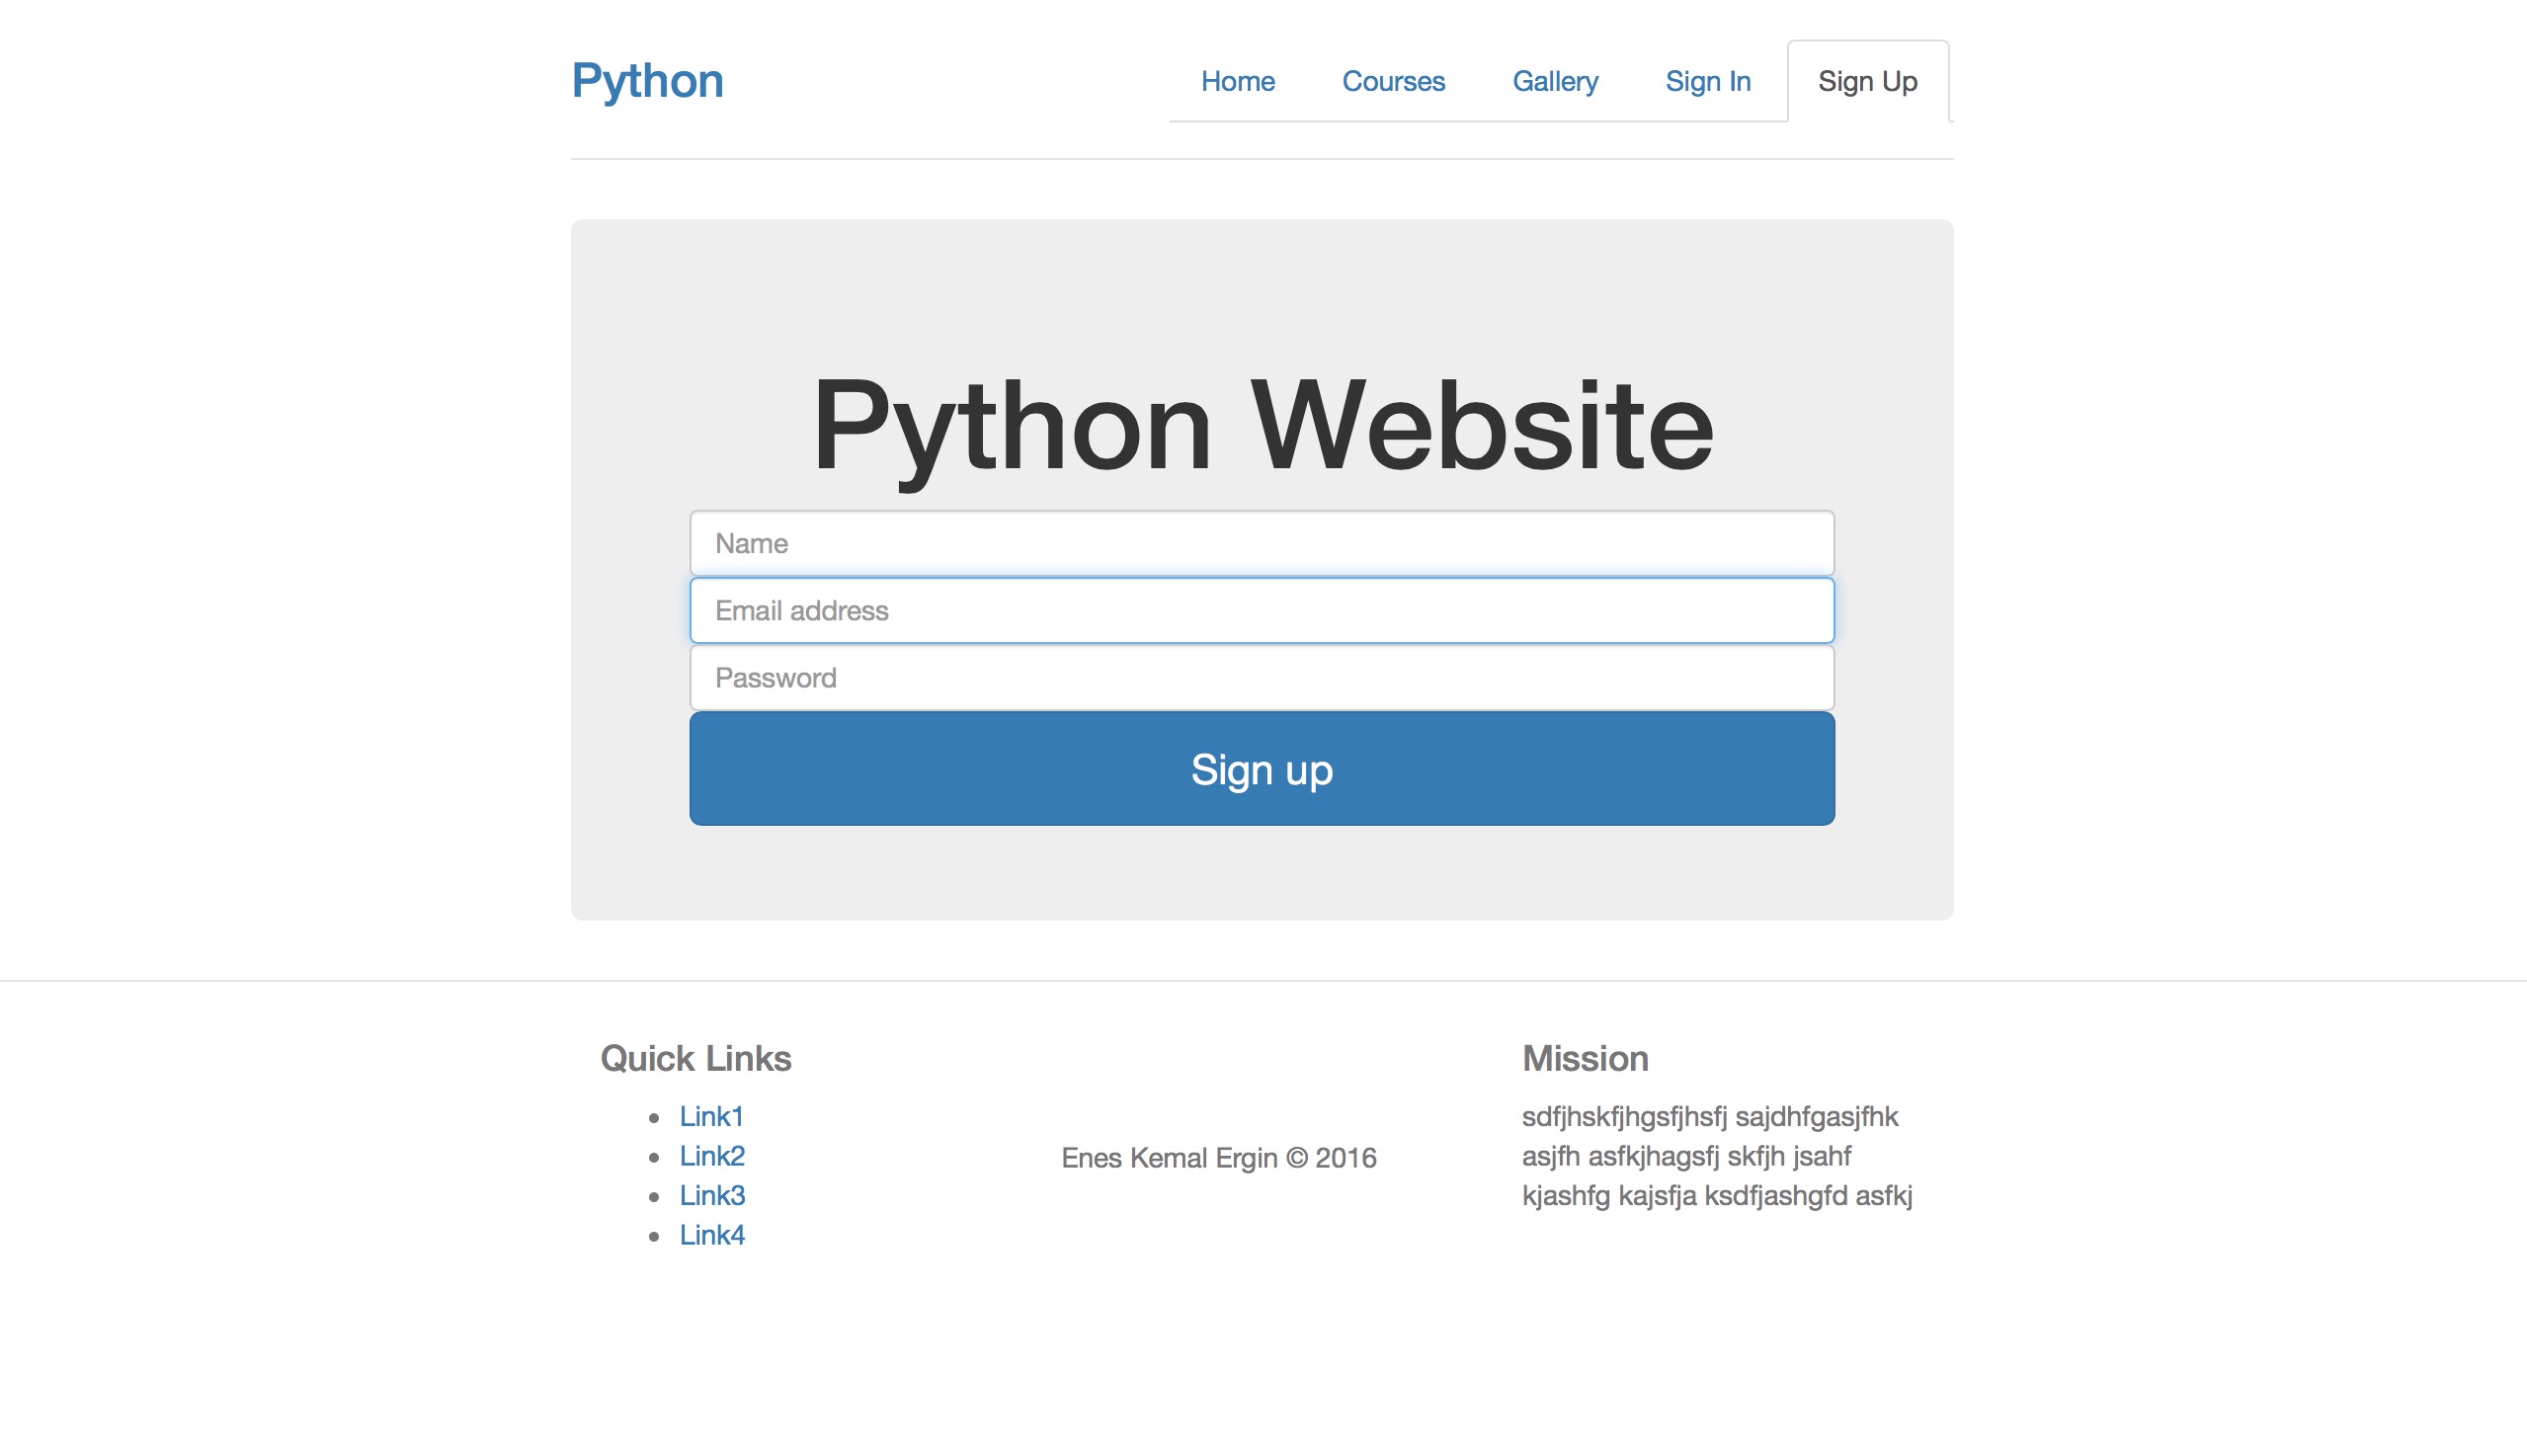 Python
Home Courses Gallery Sign In Sign Up
Python Website
Name
Email address
Password
Sign up
Quick Links
Link1
Link2
Link3
Link4
Enes Kemal Ergin © 2016
Mission
sdfjhskfjhgsfjhsfj sajdhfgasjfhk
asjfh asfkjhagsfj skfjh jsahf
kjashfg kajsfja ksdfjashgfd asfkj